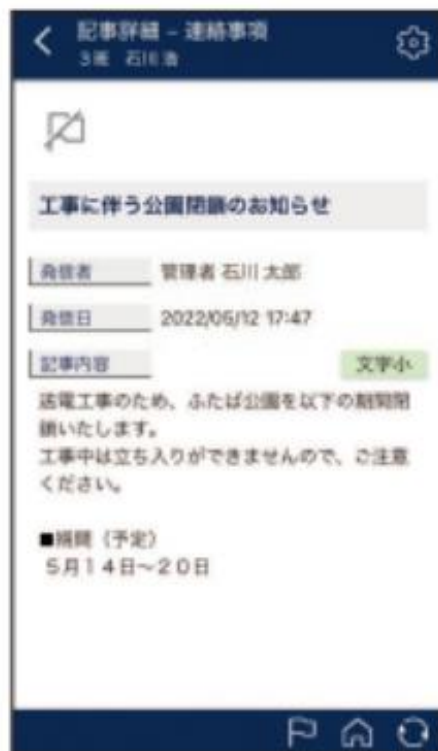 記事詳細 – 連絡事項
3班 石川 浩
工事に伴う公園閉鎖のお知らせ
発信者 管理者 石川 太郎
発信日 2022/05/12 17:47
記事内容 文字小
送電工事のため、ふたば公園を以下の期間閉
鎖いたします。
工事中は立ち入りができませんので、ご注意
ください。
■期間（予定）
５月１４日～２０日